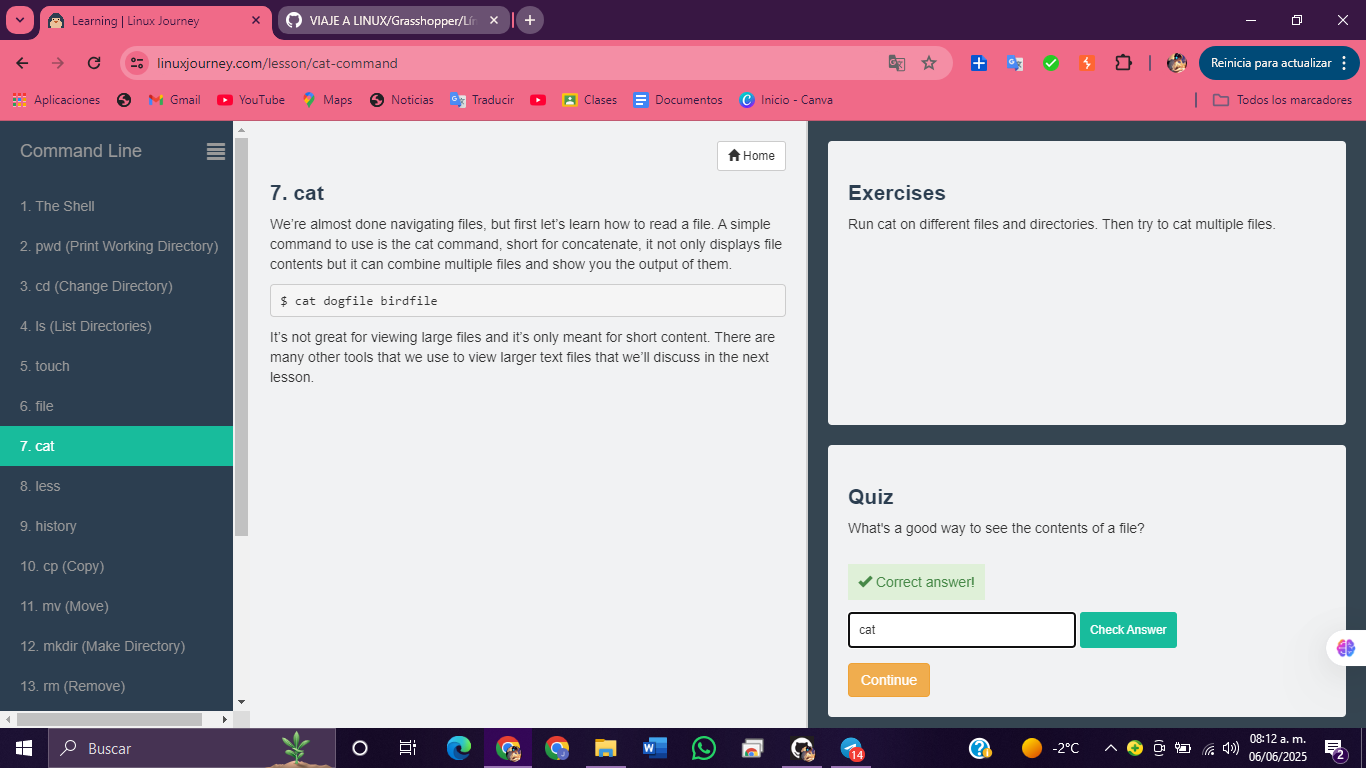 Learning | Linux Journey
VIAJE A LINUX/Grasshopper/Lín
linuxjourney.com/lesson/cat-command
Reinicia para actualizar
Aplicaciones
Gmail
YouTube
Maps
Noticias
Traducir
Clases
Documentos
Inicio - Canva
Todos los marcadores
Command Line
1. The Shell
2. pwd (Print Working Directory)
3. cd (Change Directory)
4. ls (List Directories)
5. touch
6. file
7. cat
8. less
9. history
10. cp (Copy)
11. mv (Move)
12. mkdir (Make Directory)
13. rm (Remove)
Home
7. cat
We're almost done navigating files, but first let's learn how to read a file. A simple
command to use is the cat command, short for concatenate, it not only displays file
contents but it can combine multiple files and show you the output of them.
$ cat dogfile birdfile
It's not great for viewing large files and it's only meant for short content. There are
many other tools that we use to view larger text files that we'll discuss in the next
lesson.
Exercises
Run cat on different files and directories. Then try to cat multiple files.
Quiz
What's a good way to see the contents of a file?
Correct answer!
cat
Check Answer
Continue
Buscar
14
-2°C
08:12 a. m.
06/06/2025
2